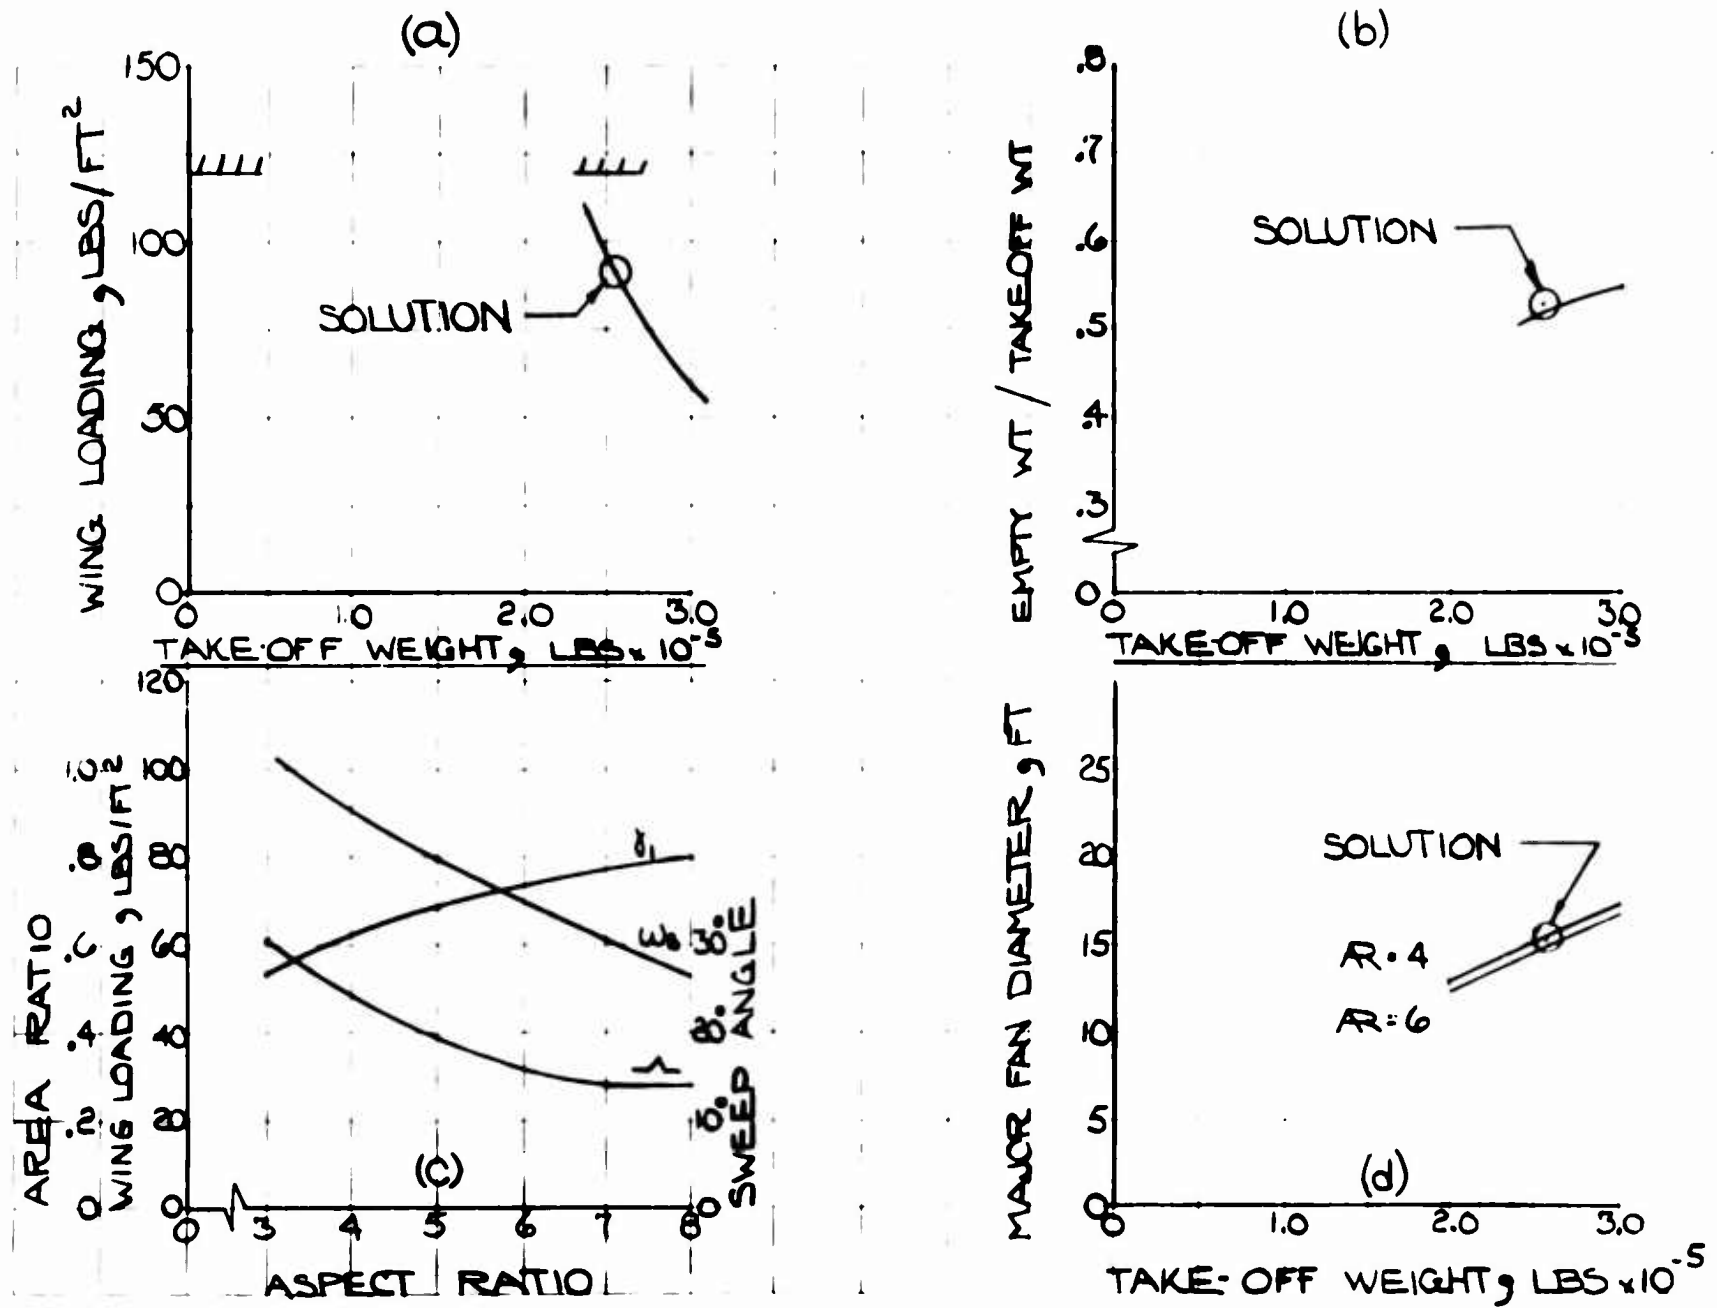 (a)
150
100
50
0
WING LOADING, LBS/FT²
SOLUTION
0 1.0 2.0 3.0
TAKE-OFF WEIGHT, LBS x 10⁻⁵
(b)
.8
.7
.6
.5
.4
.3
0
EMPTY WT / TAKEOFF WT
SOLUTION
0 1.0 2.0 3.0
TAKE-OFF WEIGHT, LBS x 10⁻⁵
120
1.0 100
.8 80
.6 60
.4 40
.2 20
0 0
AREA RATIO
WING LOADING, LBS/FT²
γ₁
30°
20°
10°
0
SWEEP ANGLE
Λ
(c)
0 3 4 5 6 7 8
ASPECT RATIO
25
20
15
10
5
0
MAJOR FAN DIAMETER, FT
SOLUTION
AR = 4
AR = 6
(d)
0 1.0 2.0 3.0
TAKE-OFF WEIGHT, LBS x 10⁻⁵